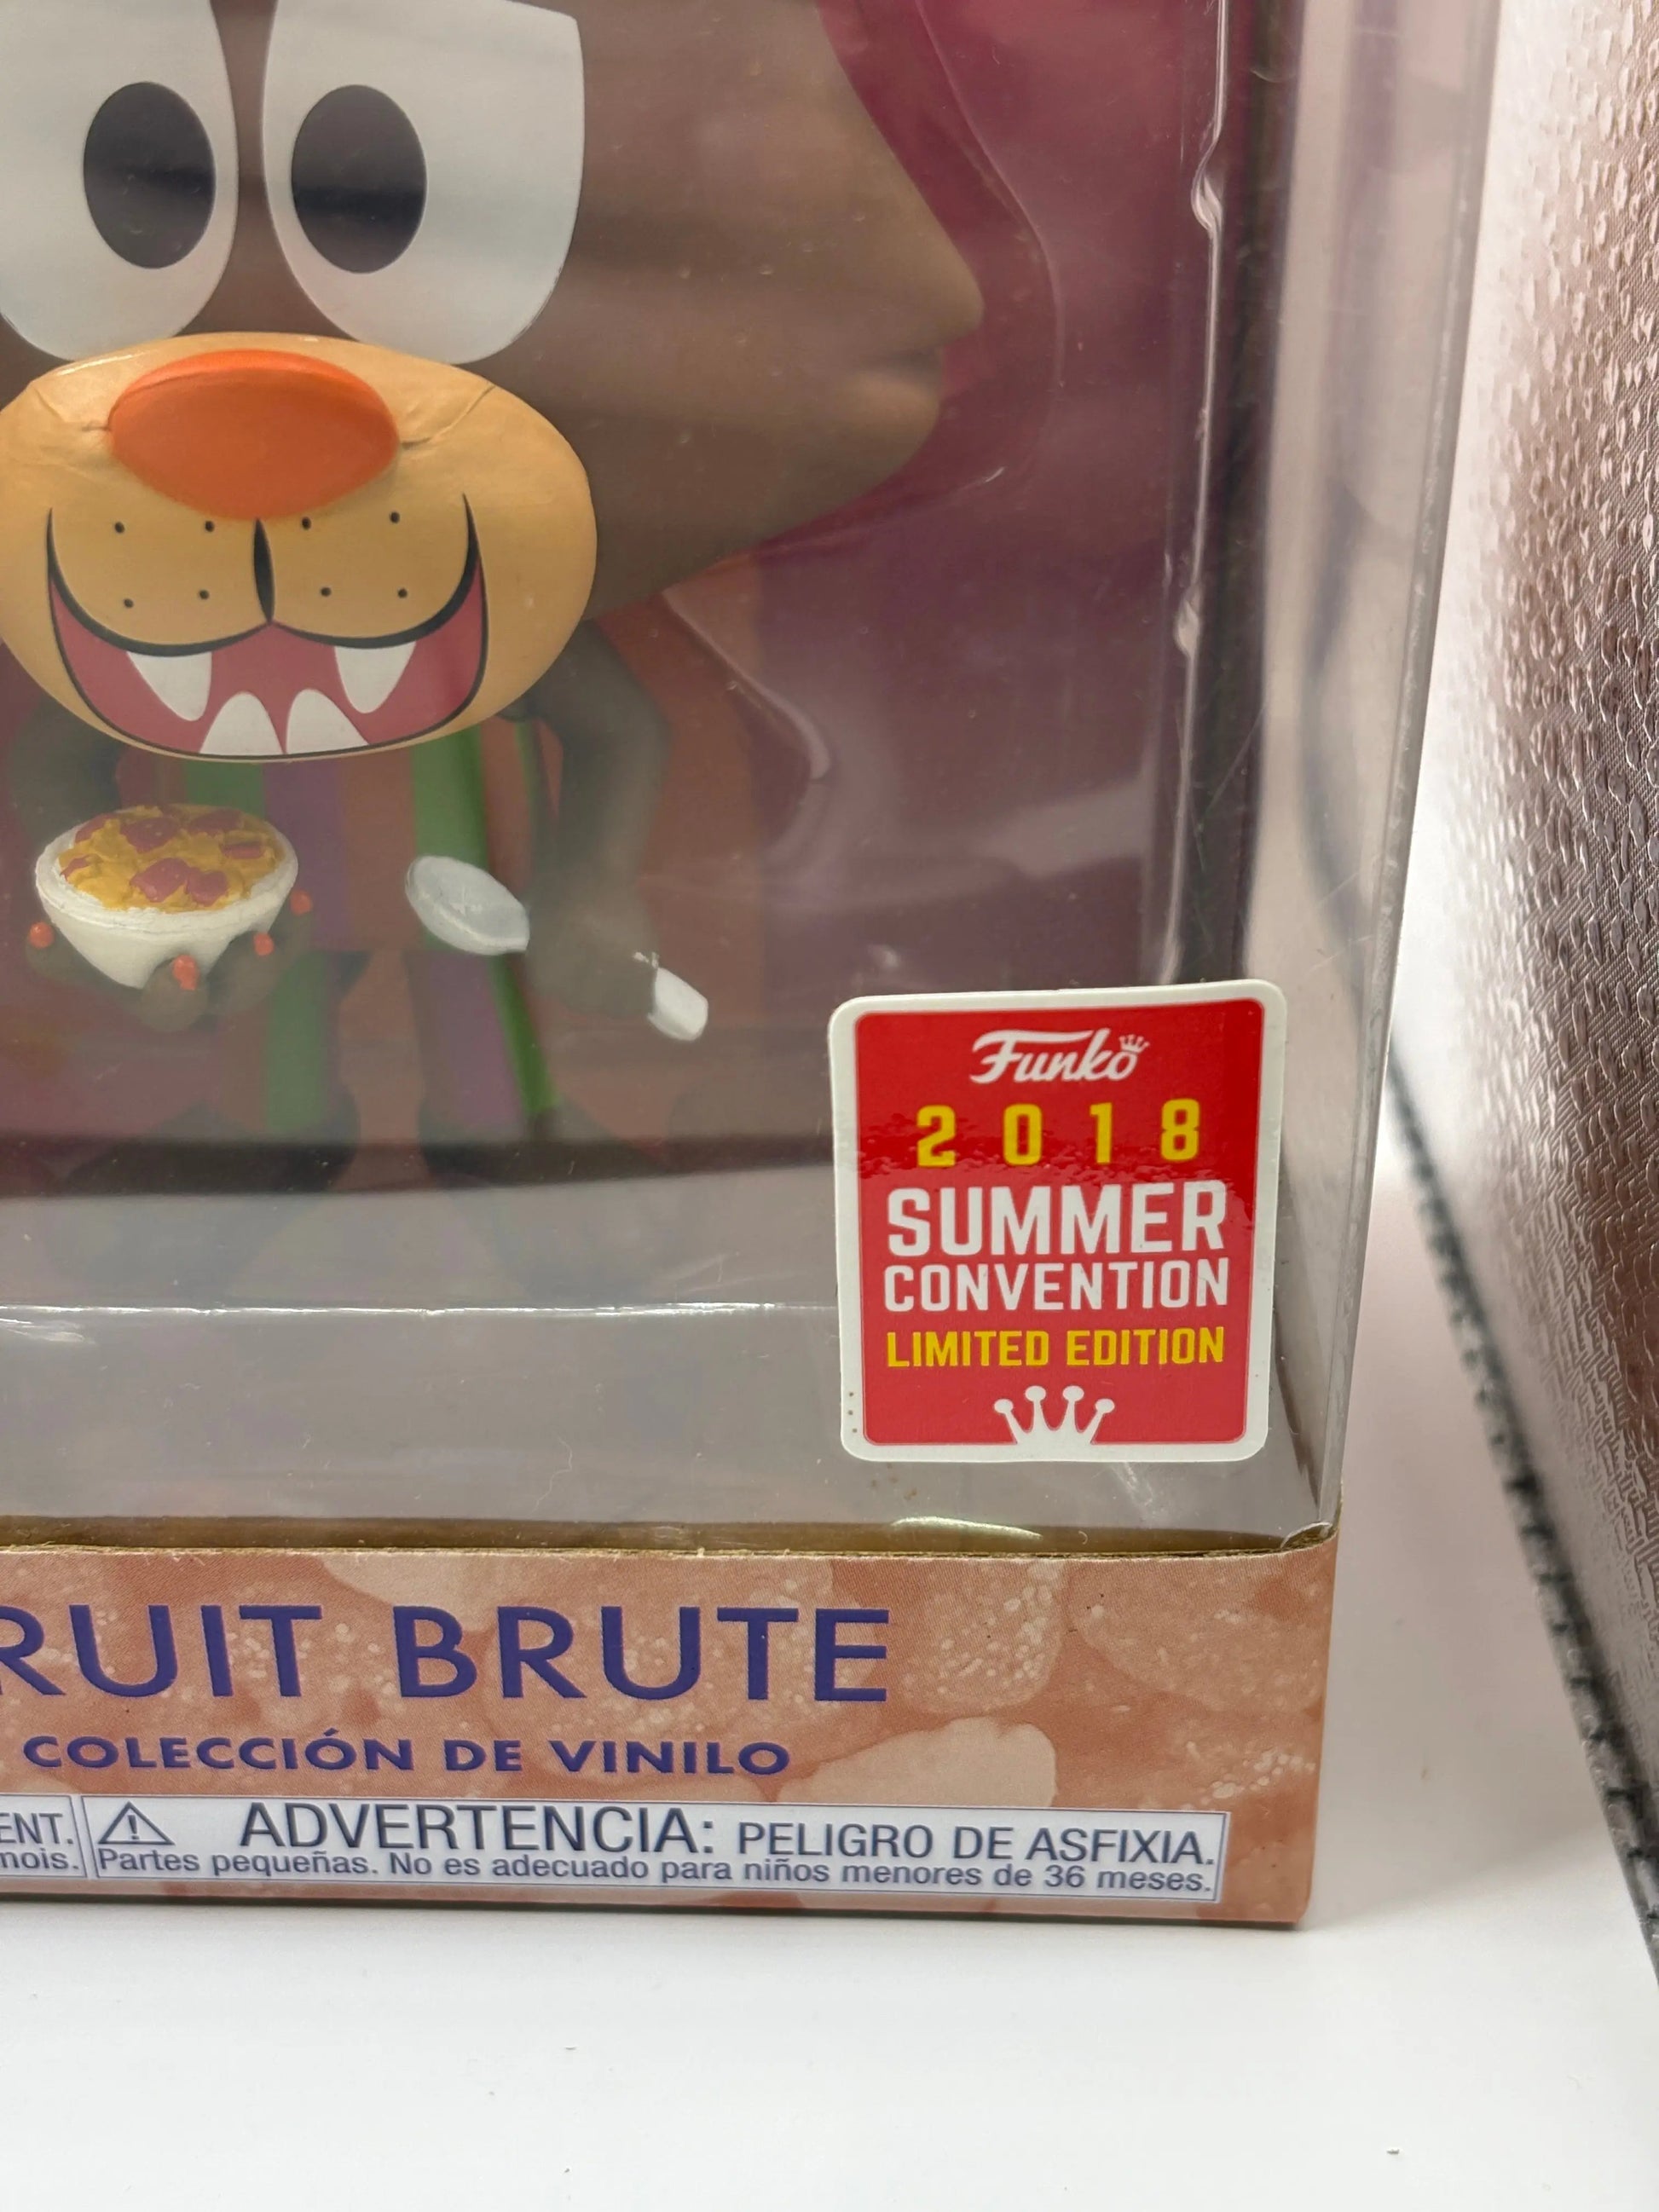 Funko
2018
SUMMER
CONVENTION
LIMITED EDITION
RUIT BRUTE
COLECCIÓN DE VINILO
ENT.
nois.
ADVERTENCIA: PELIGRO DE ASFIXIA.
Partes pequeñas. No es adecuado para niños menores de 36 meses.